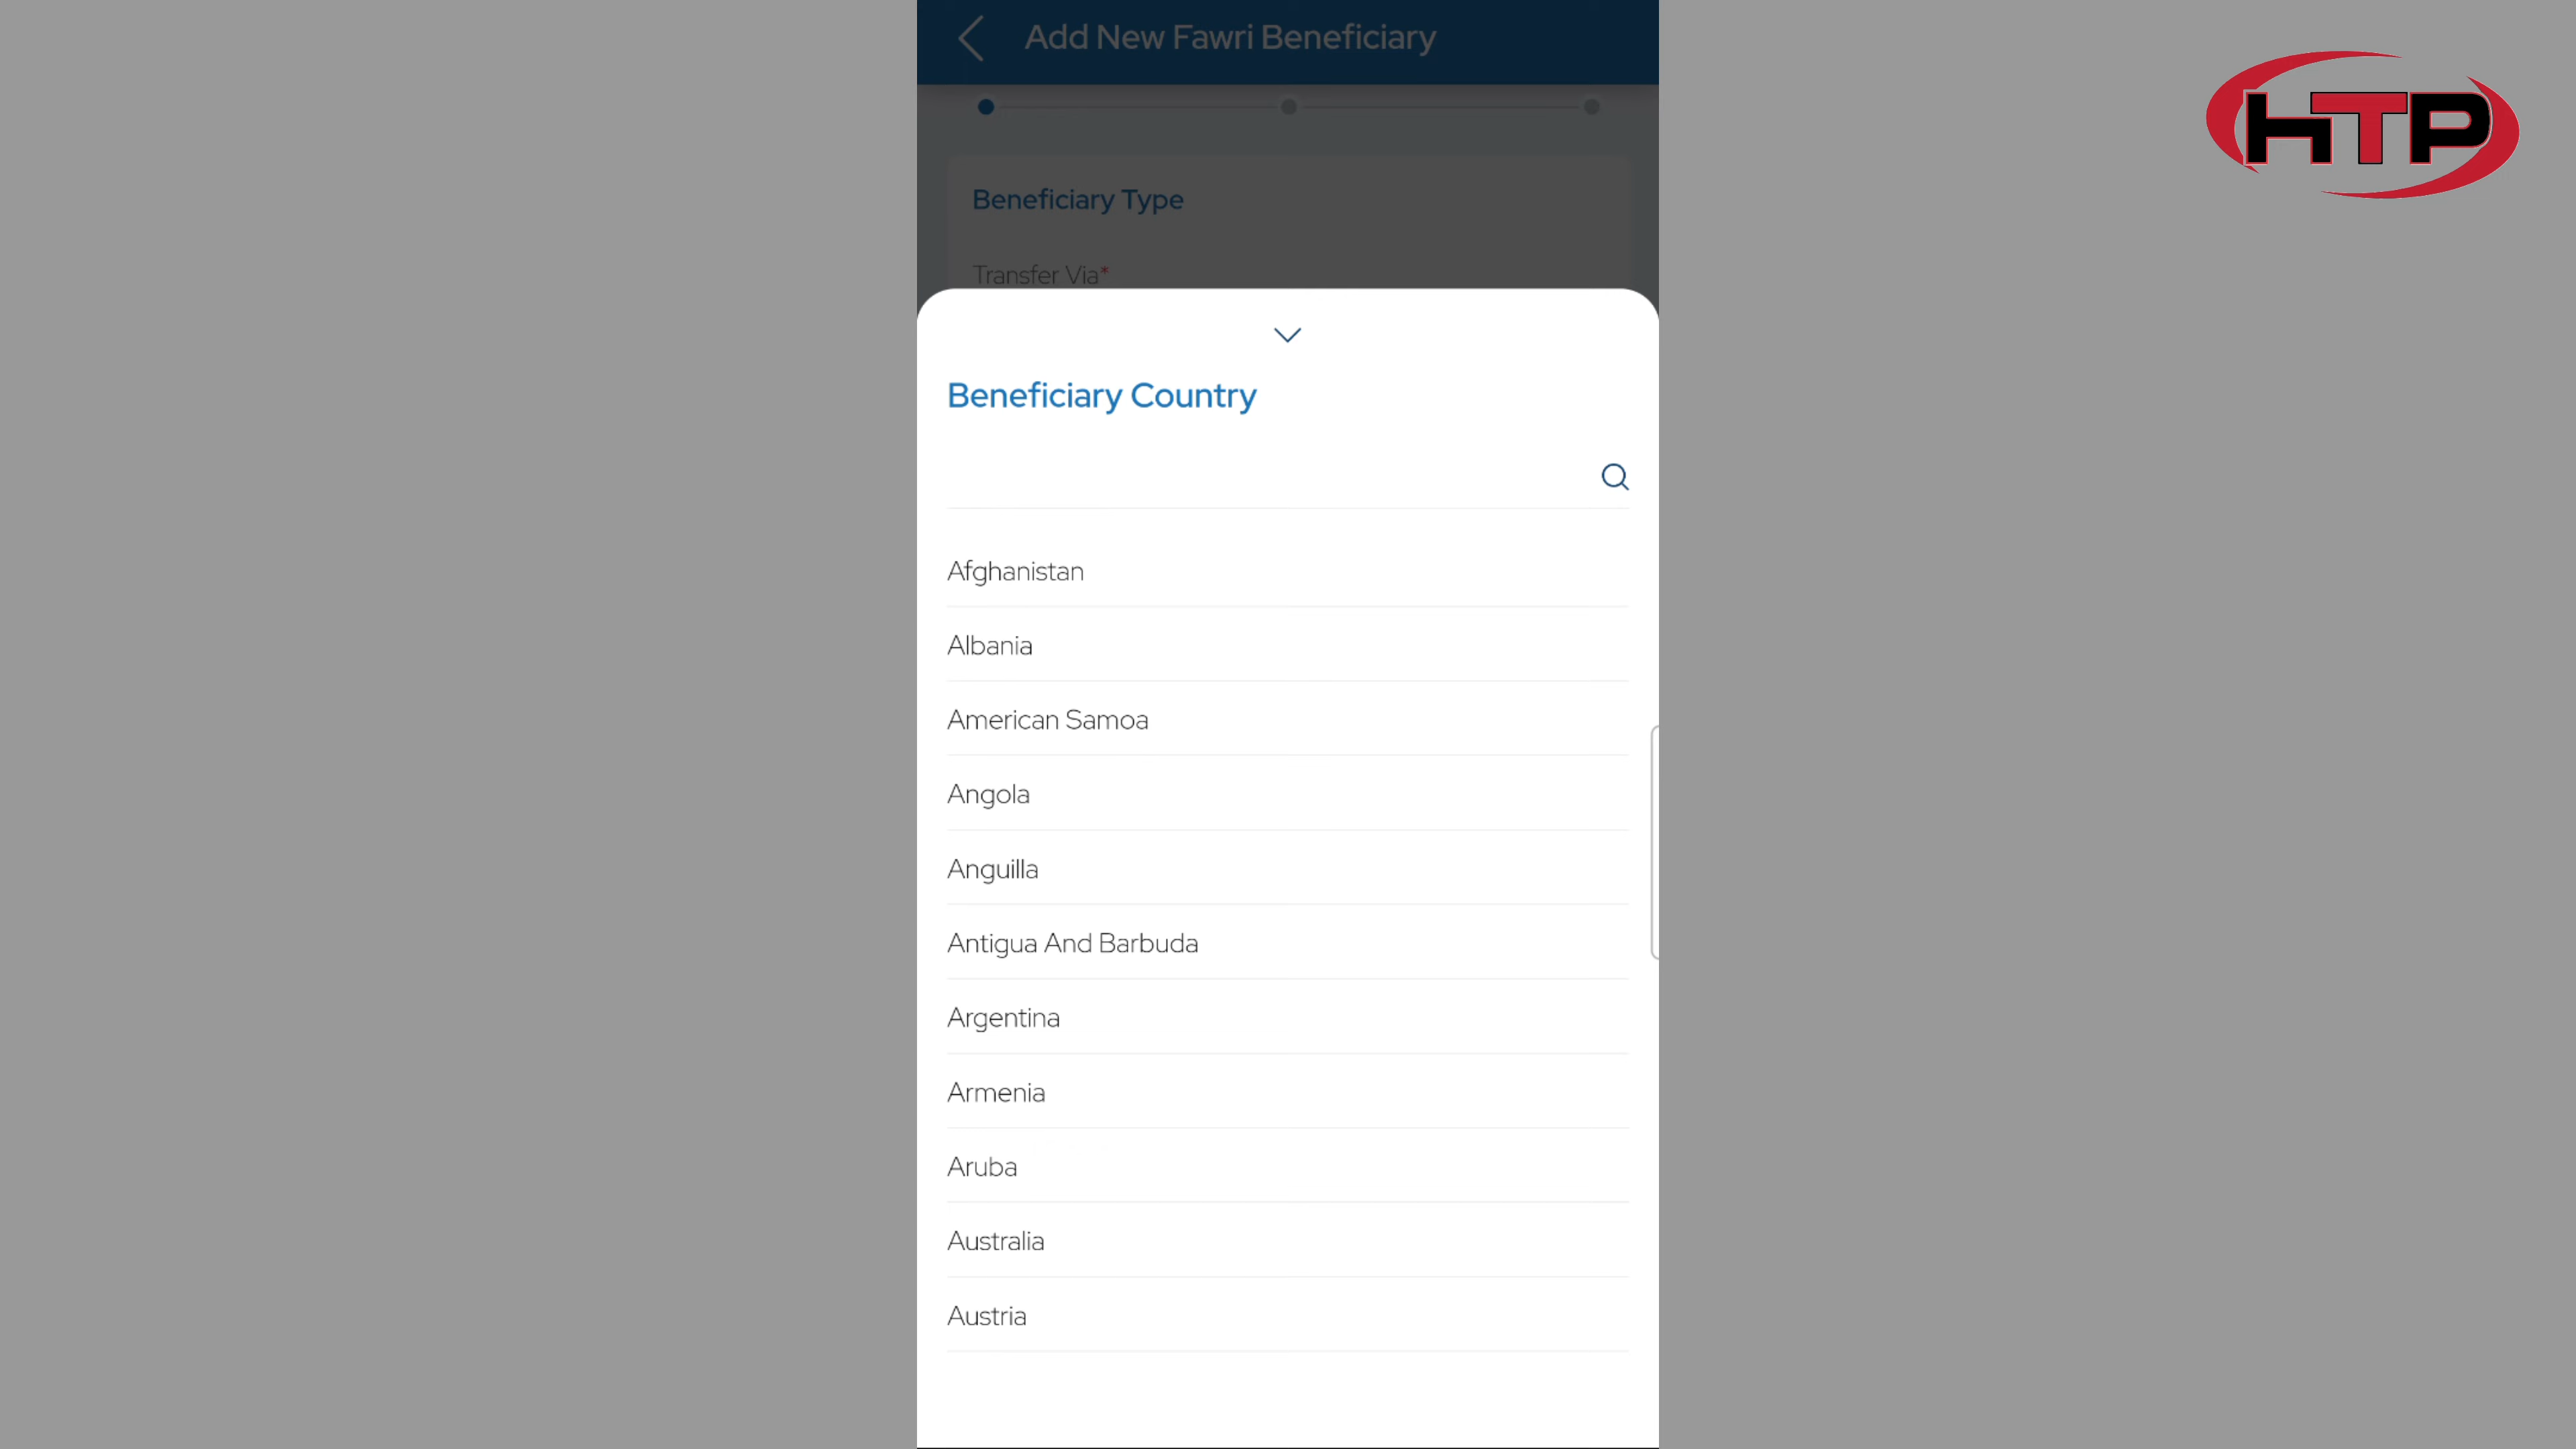 Add New Fawri Beneficiary
HTP
Beneficiary Type
Transfer Via*
Beneficiary Country
Afghanistan
Albania
American Samoa
Angola
Anguilla
Antigua And Barbuda
Argentina
Armenia
Aruba
Australia
Austria